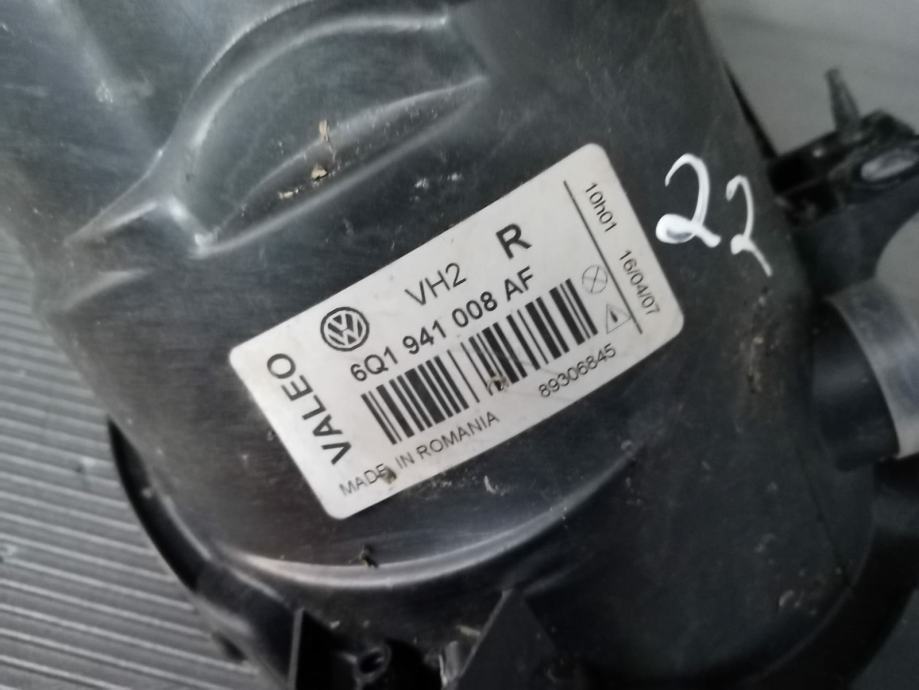 VALEO
VH2 R
6Q1 941 008 AF
MADE IN ROMANIA
89306845
10h01 16/04/07
22